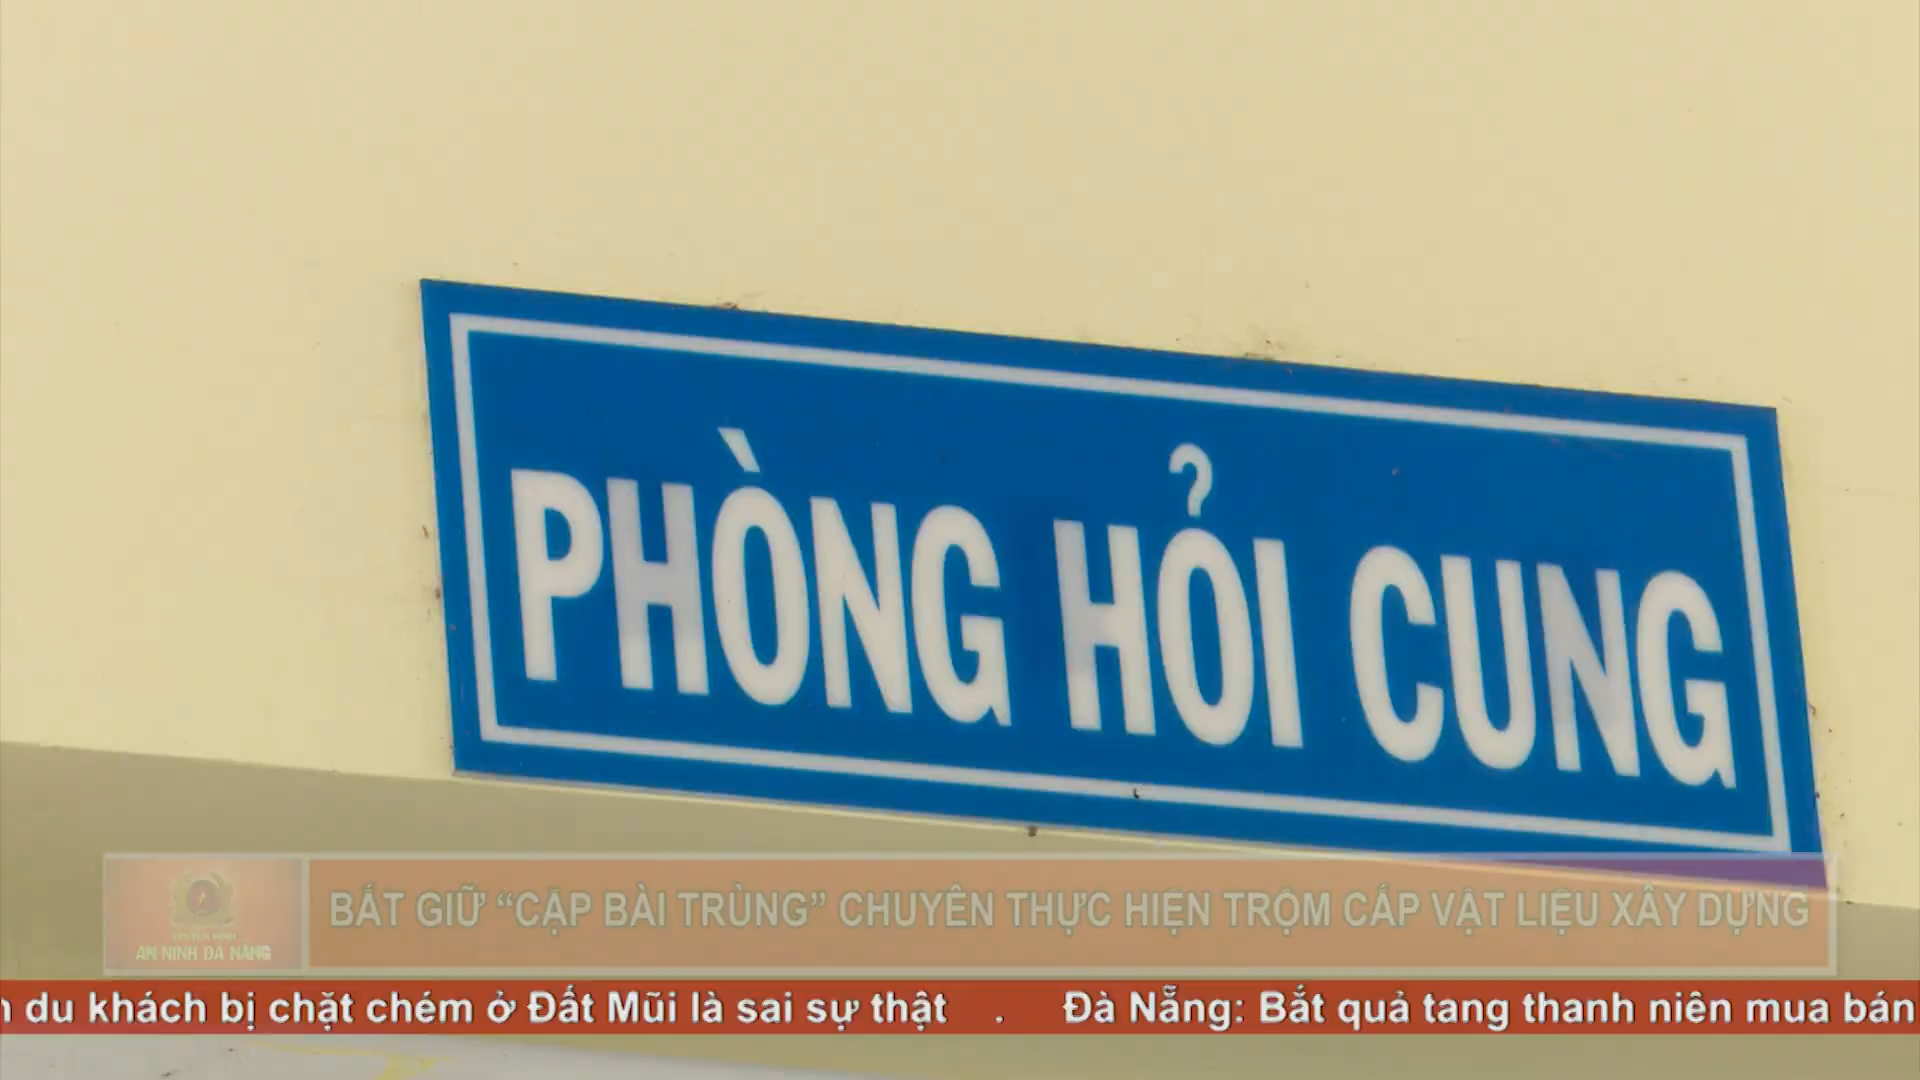 PHÒNG HỎI CUNG
BẮT GIỮ “CẶP BÀI TRÙNG” CHUYÊN THỰC HIỆN TRỘM CẮP VẬT LIỆU XÂY DỰNG
TRUYỀN HÌNH
AN NINH ĐÀ NẴNG
du khách bị chặt chém ở Đất Mũi là sai sự thật . Đà Nẵng: Bắt quả tang thanh niên mua bán